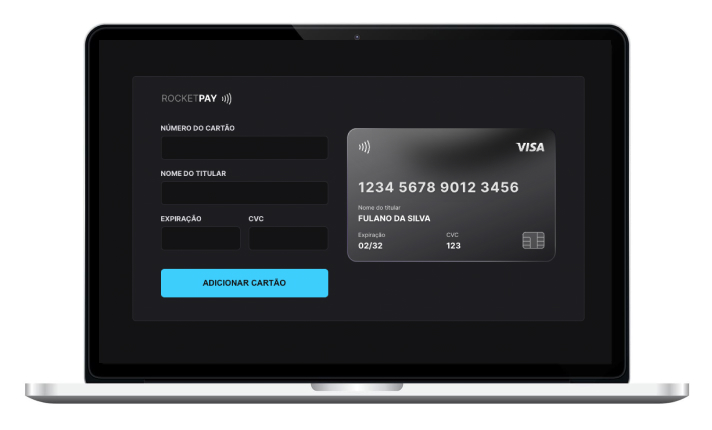 ROCKETPAY
NÚMERO DO CARTÃO
NOME DO TITULAR
EXPIRAÇÃO CVC
ADICIONAR CARTÃO
VISA
1234 5678 9012 3456
Nome do titular
FULANO DA SILVA
Expiração CVC
02/32 123